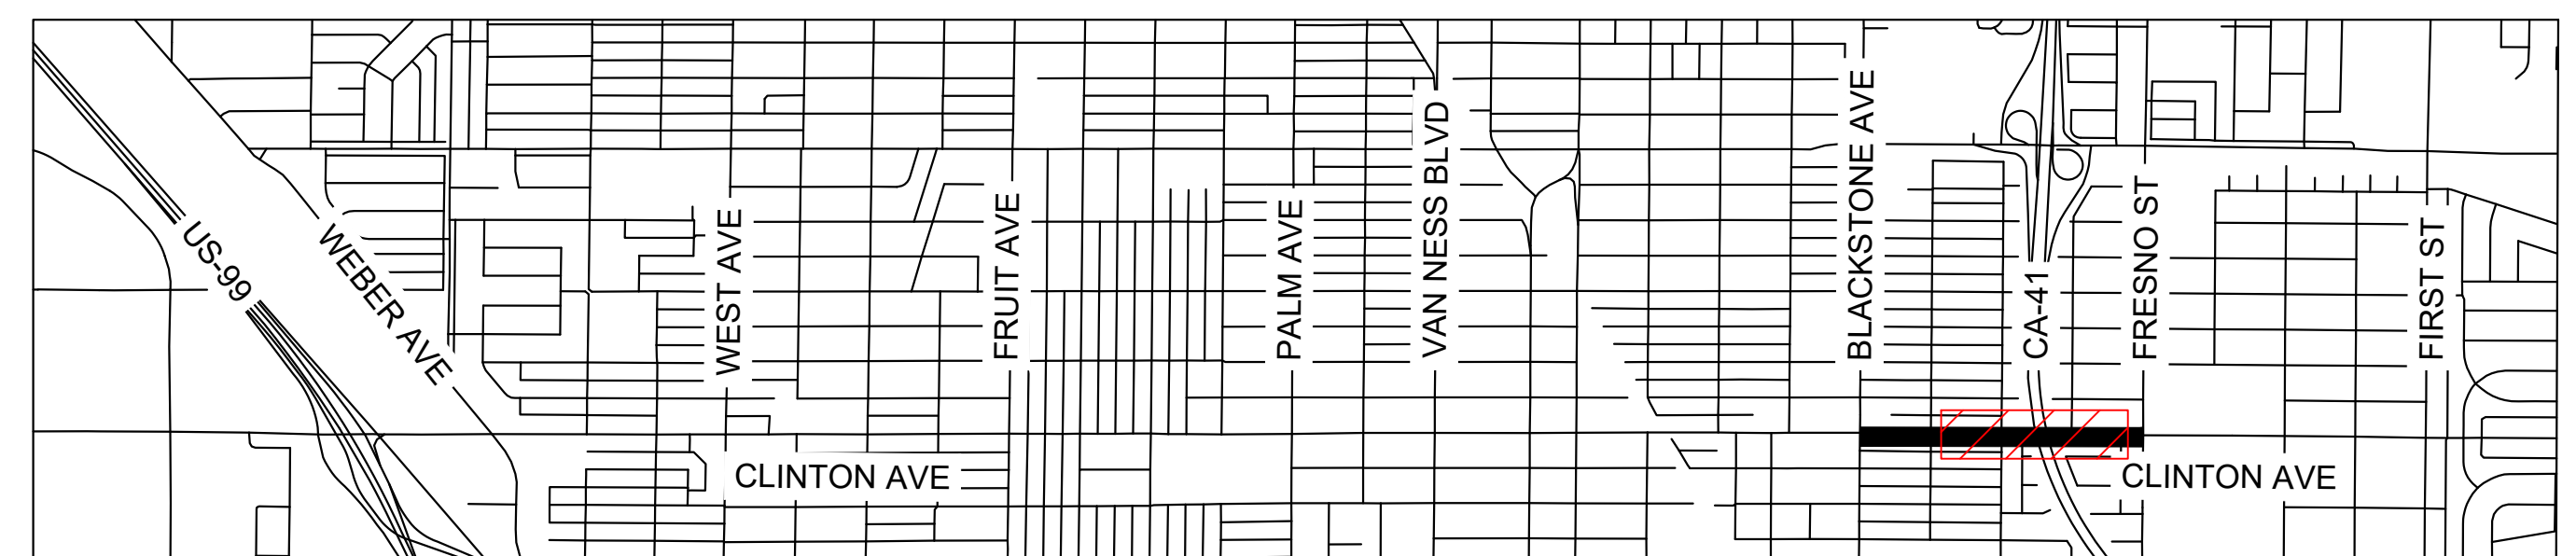 US-99
WEBER AVE
WEST AVE
FRUIT AVE
PALM AVE
VAN NESS BLVD
BLACKSTONE AVE
CA-41
FRESNO ST
FIRST ST
CLINTON AVE
CLINTON AVE